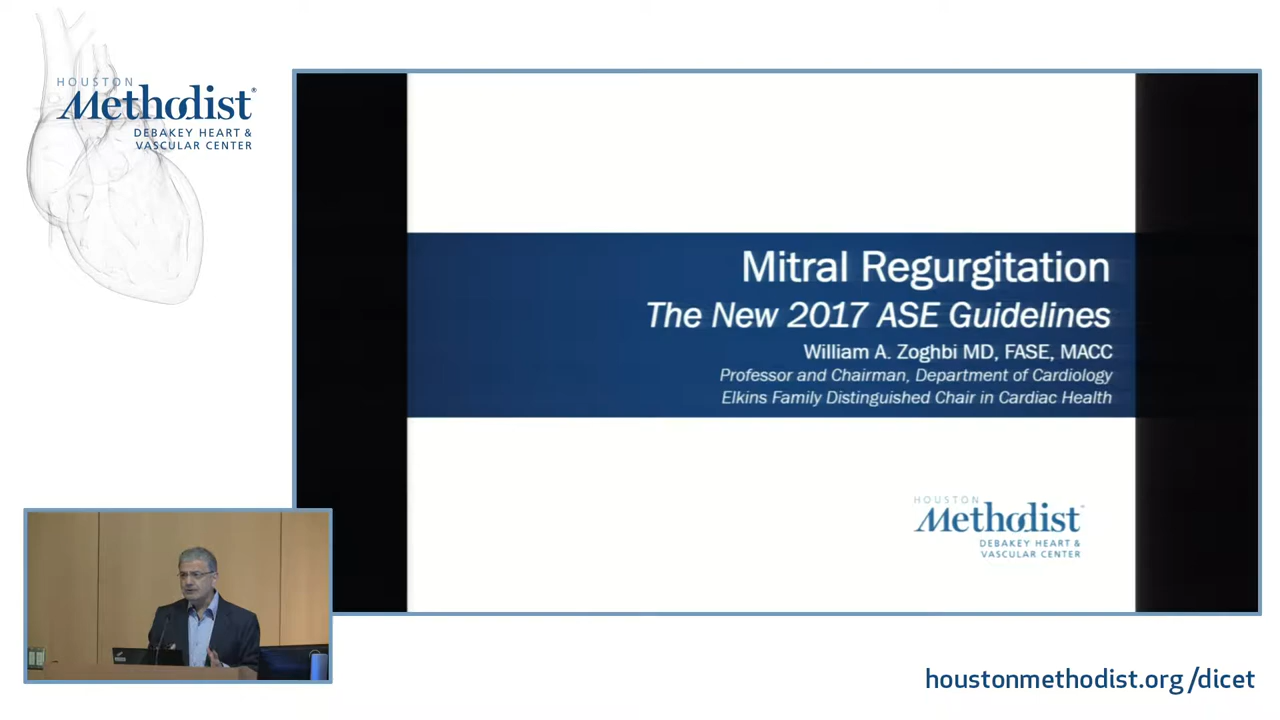 HOUSTON
Methodist®
DEBAKEY HEART &
VASCULAR CENTER
Mitral Regurgitation
The New 2017 ASE Guidelines
William A. Zoghbi MD, FASE, MACC
Professor and Chairman, Department of Cardiology
Elkins Family Distinguished Chair in Cardiac Health
HOUSTON
Methodist™
DEBAKEY HEART &
VASCULAR CENTER
houstonmethodist.org/dicet